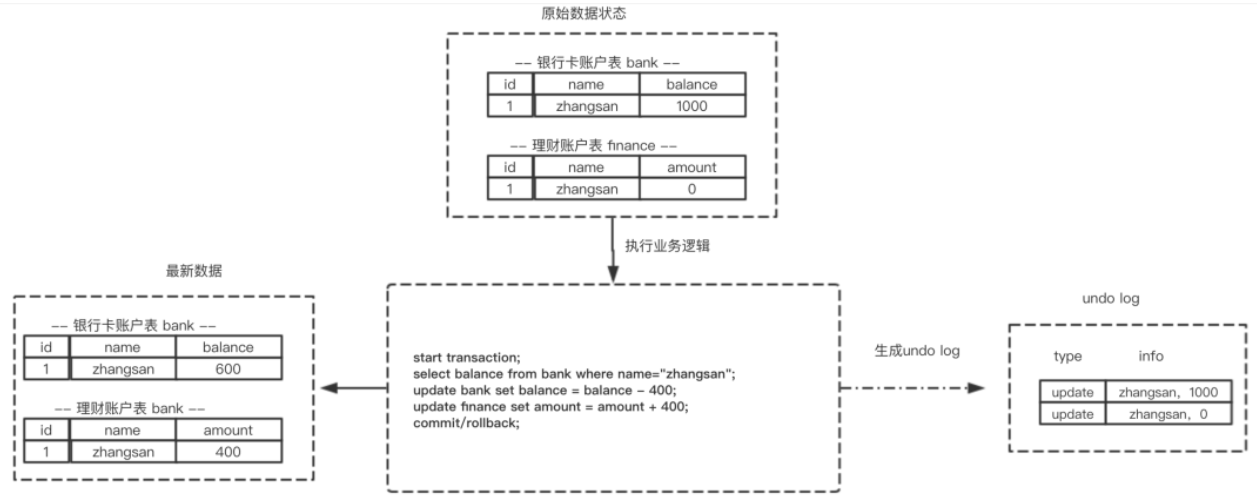 原始数据状态
-- 银行卡账户表 bank --
id name balance
1 zhangsan 1000
-- 理财账户表 finance --
id name amount
1 zhangsan 0
执行业务逻辑
最新数据
-- 银行卡账户表 bank --
id name balance
1 zhangsan 600
-- 理财账户表 bank --
id name amount
1 zhangsan 400
start transaction;
select balance from bank where name="zhangsan";
update bank set balance = balance - 400;
update finance set amount = amount + 400;
commit/rollback;
生成undo log
undo log
type info
update zhangsan, 1000
update zhangsan, 0